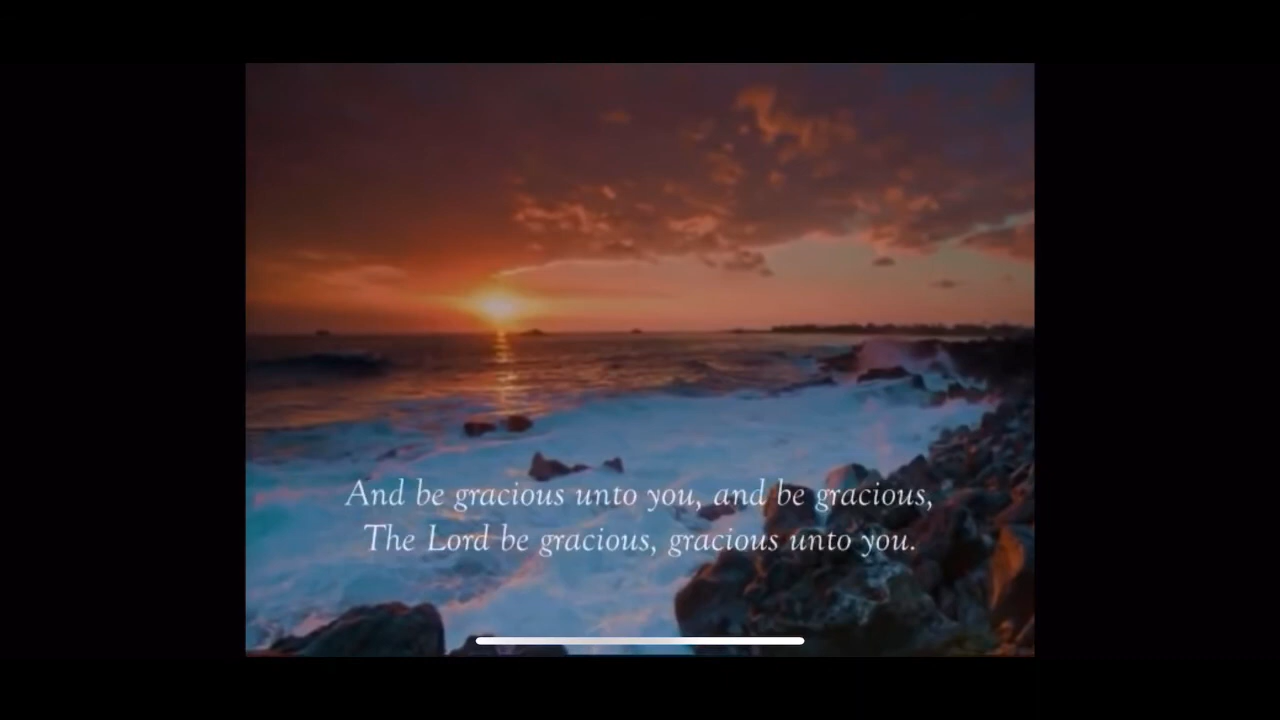 And be gracious unto you, and be gracious,
The Lord be gracious, gracious unto you.